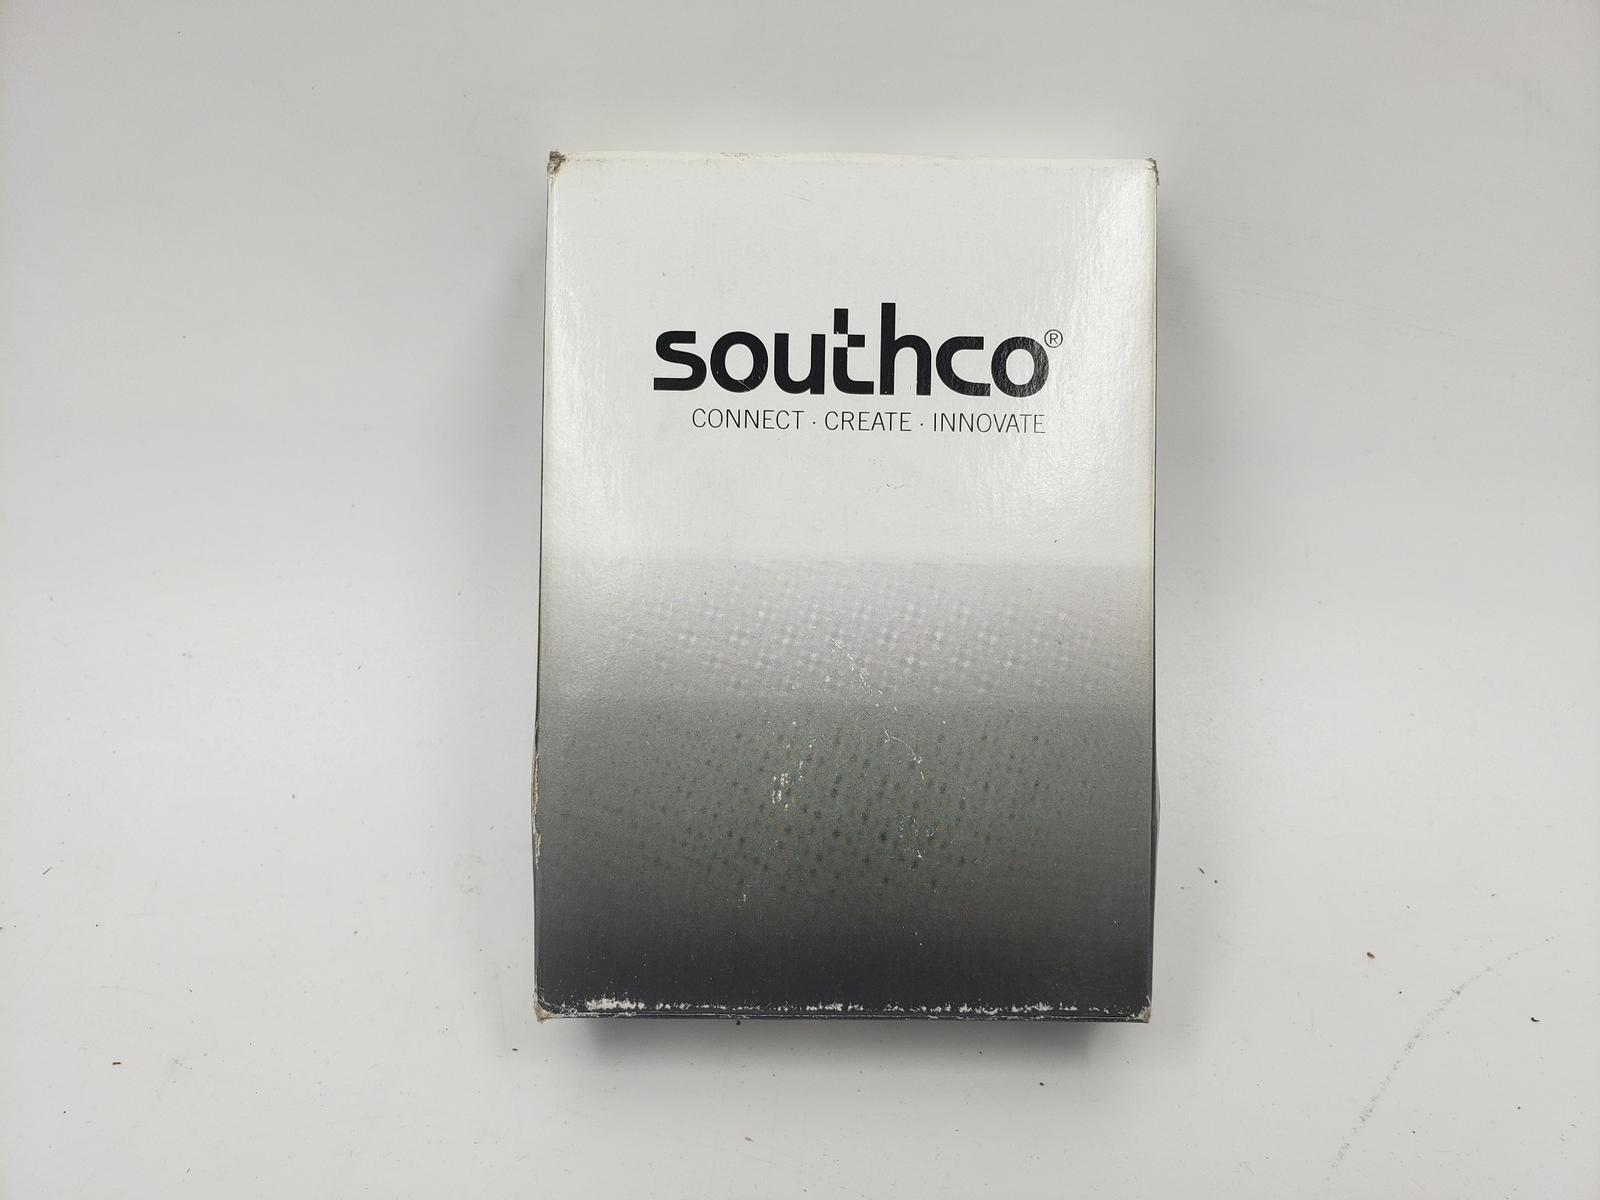 southco®
CONNECT · CREATE · INNOVATE